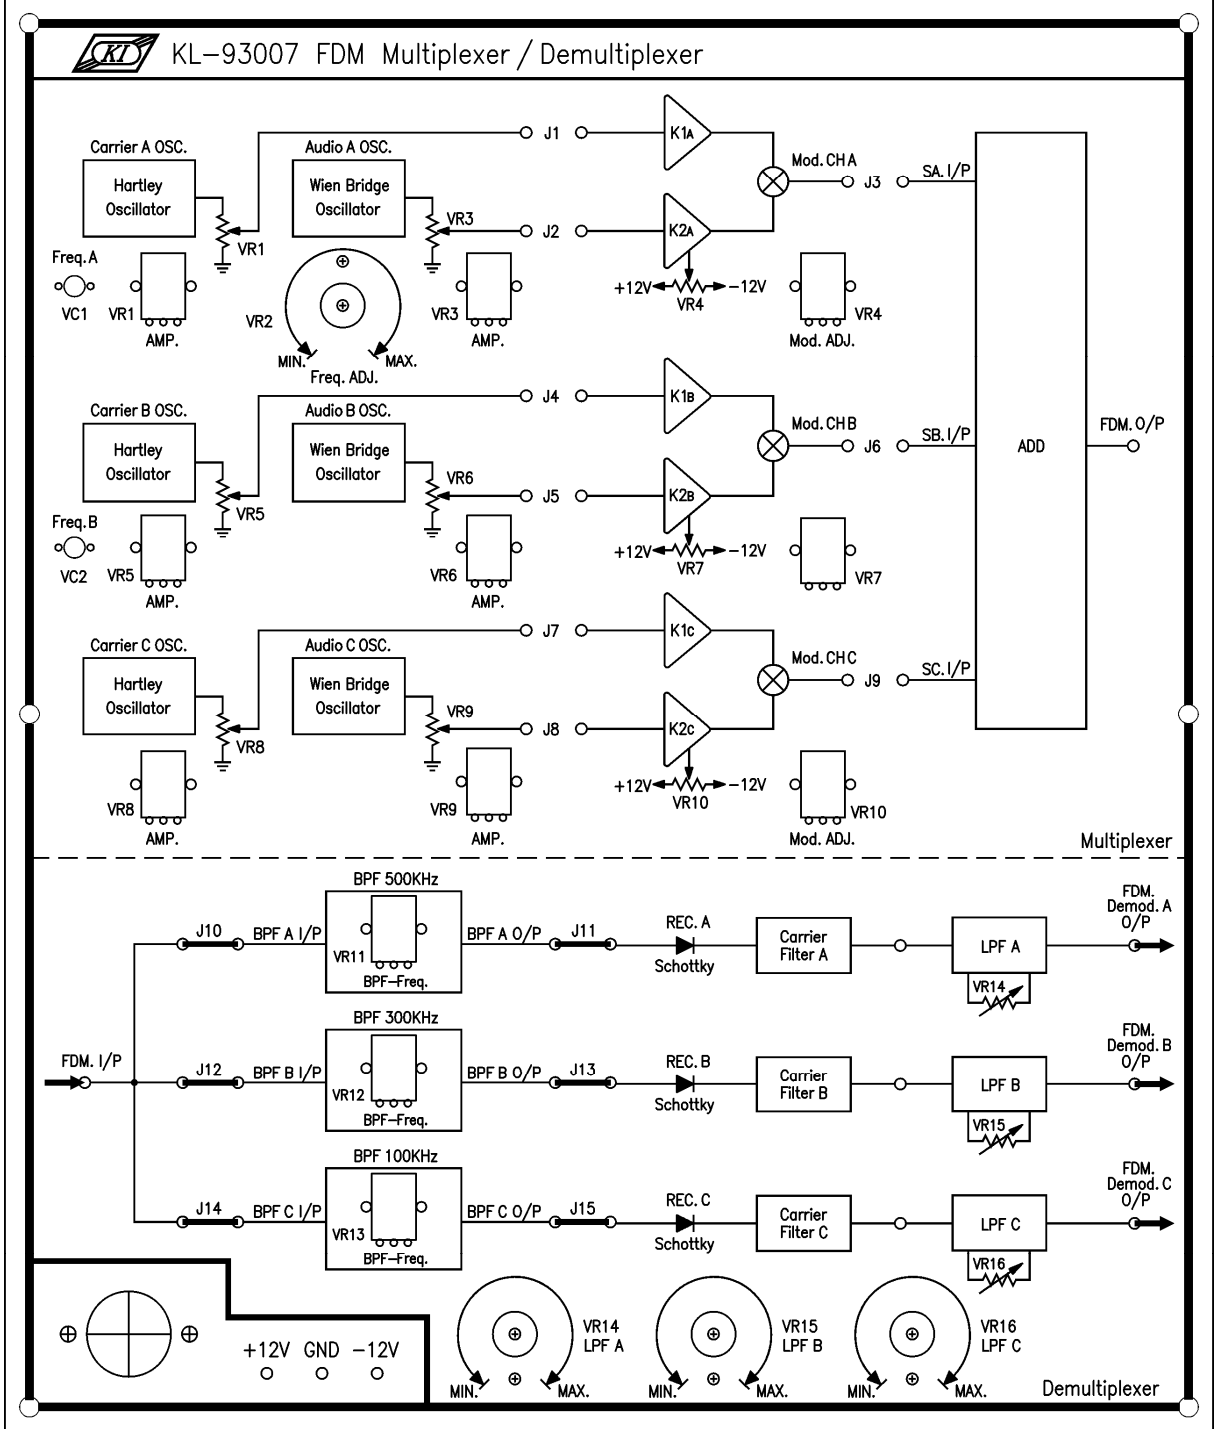 KI KL-93007 FDM Multiplexer / Demultiplexer
Carrier A OSC.
Hartley
Oscillator
VR1
Audio A OSC.
Wien Bridge
Oscillator
VR3
J1
J2
K1A
K2A
Mod. CH A
J3
SA. I/P
Freq. A
VC1
VR1
AMP.
VR2
MIN.
MAX.
Freq. ADJ.
VR3
AMP.
+12V
-12V
VR4
VR4
Mod. ADJ.
Carrier B OSC.
Hartley
Oscillator
VR5
Audio B OSC.
Wien Bridge
Oscillator
VR6
J4
J5
K1B
K2B
Mod. CH B
J6
SB. I/P
ADD
FDM. O/P
Freq. B
VC2
VR5
AMP.
VR6
AMP.
+12V
-12V
VR7
VR7
Carrier C OSC.
Hartley
Oscillator
VR8
Audio C OSC.
Wien Bridge
Oscillator
VR9
J7
J8
K1C
K2C
Mod. CH C
J9
SC. I/P
VR8
AMP.
VR9
AMP.
+12V
-12V
VR10
VR10
Mod. ADJ.
Multiplexer
FDM. I/P
J10
BPF A I/P
BPF 500KHz
VR11
BPF-Freq.
BPF A O/P
J11
REC. A
Schottky
Carrier
Filter A
LPF A
VR14
FDM.
Demod. A
O/P
J12
BPF B I/P
BPF 300KHz
VR12
BPF-Freq.
BPF B O/P
J13
REC. B
Schottky
Carrier
Filter B
LPF B
VR15
FDM.
Demod. B
O/P
J14
BPF C I/P
BPF 100KHz
VR13
BPF-Freq.
BPF C O/P
J15
REC. C
Schottky
Carrier
Filter C
LPF C
VR16
FDM.
Demod. C
O/P
+12V GND -12V
VR14
LPF A
MIN.
MAX.
VR15
LPF B
MIN.
MAX.
VR16
LPF C
MIN.
MAX.
Demultiplexer